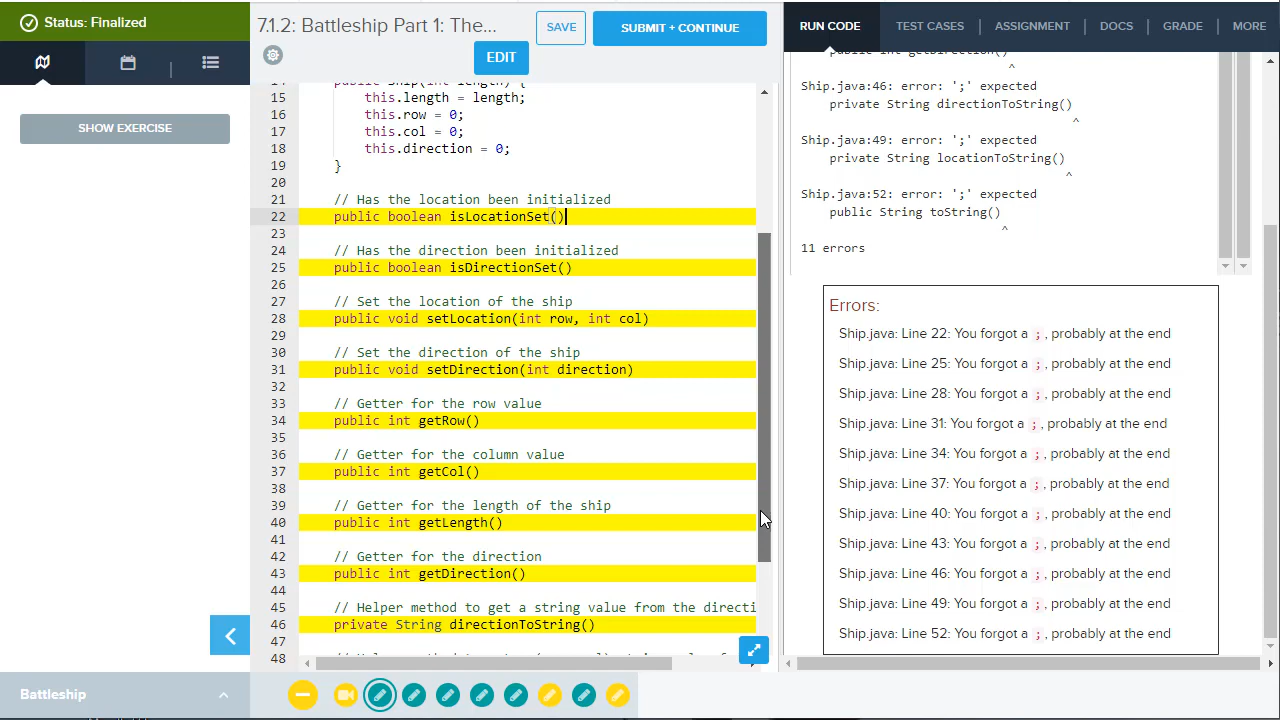 Status: Finalized
SHOW EXERCISE
Battleship
7.1.2: Battleship Part 1: The...
SAVE
SUBMIT + CONTINUE
EDIT
15 this.length = length;
16 this.row = 0;
17 this.col = 0;
18 this.direction = 0;
19 }
20
21 // Has the location been initialized
22 public boolean isLocationSet()
23
24 // Has the direction been initialized
25 public boolean isDirectionSet()
26
27 // Set the location of the ship
28 public void setLocation(int row, int col)
29
30 // Set the direction of the ship
31 public void setDirection(int direction)
32
33 // Getter for the row value
34 public int getRow()
35
36 // Getter for the column value
37 public int getCol()
38
39 // Getter for the length of the ship
40 public int getLength()
41
42 // Getter for the direction
43 public int getDirection()
44
45 // Helper method to get a string value from the directi
46 private String directionToString()
47
48
RUN CODE
TEST CASES
ASSIGNMENT
DOCS
GRADE
MORE
public int getDirection()
^
Ship.java:46: error: ';' expected
private String directionToString()
^
Ship.java:49: error: ';' expected
private String locationToString()
^
Ship.java:52: error: ';' expected
public String toString()
^
11 errors
Errors:
Ship.java: Line 22: You forgot a ; , probably at the end
Ship.java: Line 25: You forgot a ; , probably at the end
Ship.java: Line 28: You forgot a ; , probably at the end
Ship.java: Line 31: You forgot a ; , probably at the end
Ship.java: Line 34: You forgot a ; , probably at the end
Ship.java: Line 37: You forgot a ; , probably at the end
Ship.java: Line 40: You forgot a ; , probably at the end
Ship.java: Line 43: You forgot a ; , probably at the end
Ship.java: Line 46: You forgot a ; , probably at the end
Ship.java: Line 49: You forgot a ; , probably at the end
Ship.java: Line 52: You forgot a ; , probably at the end